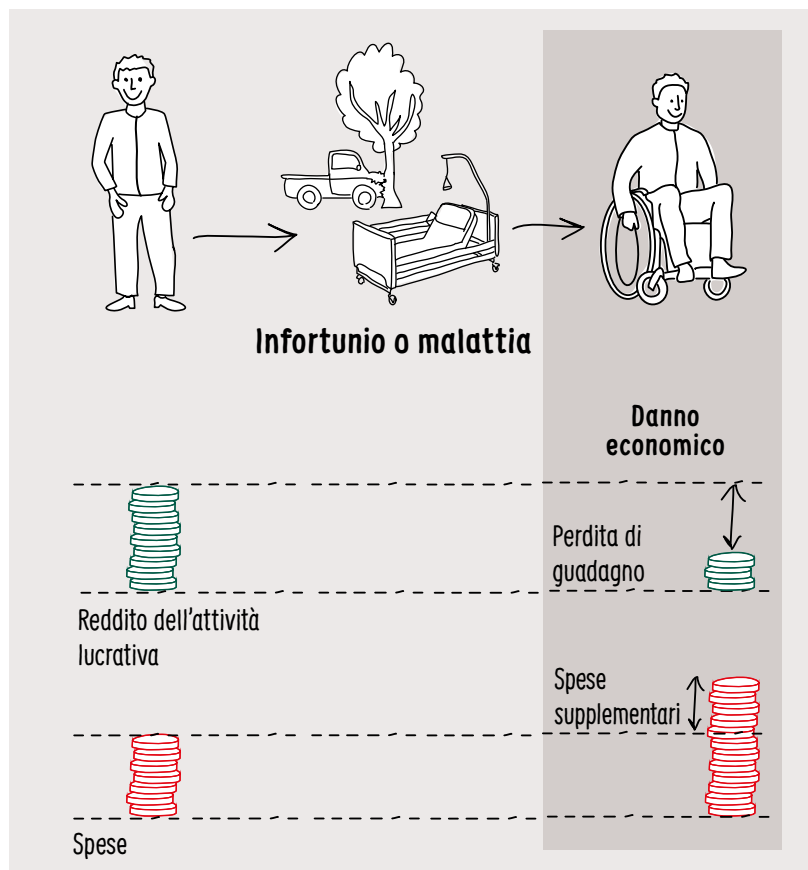 Infortunio o malattia
Danno
economico
Perdita di
guadagno
Reddito dell'attività
lucrativa
Spese
supplementari
Spese